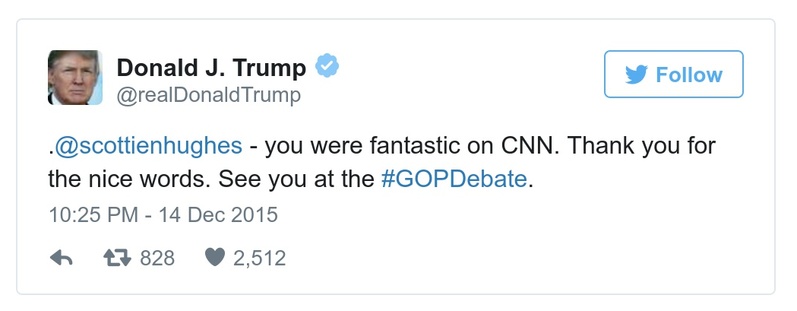 Donald J. Trump
@realDonaldTrump
Follow
.@scottienhughes - you were fantastic on CNN. Thank you for
the nice words. See you at the #GOPDebate.
10:25 PM - 14 Dec 2015
828 2,512